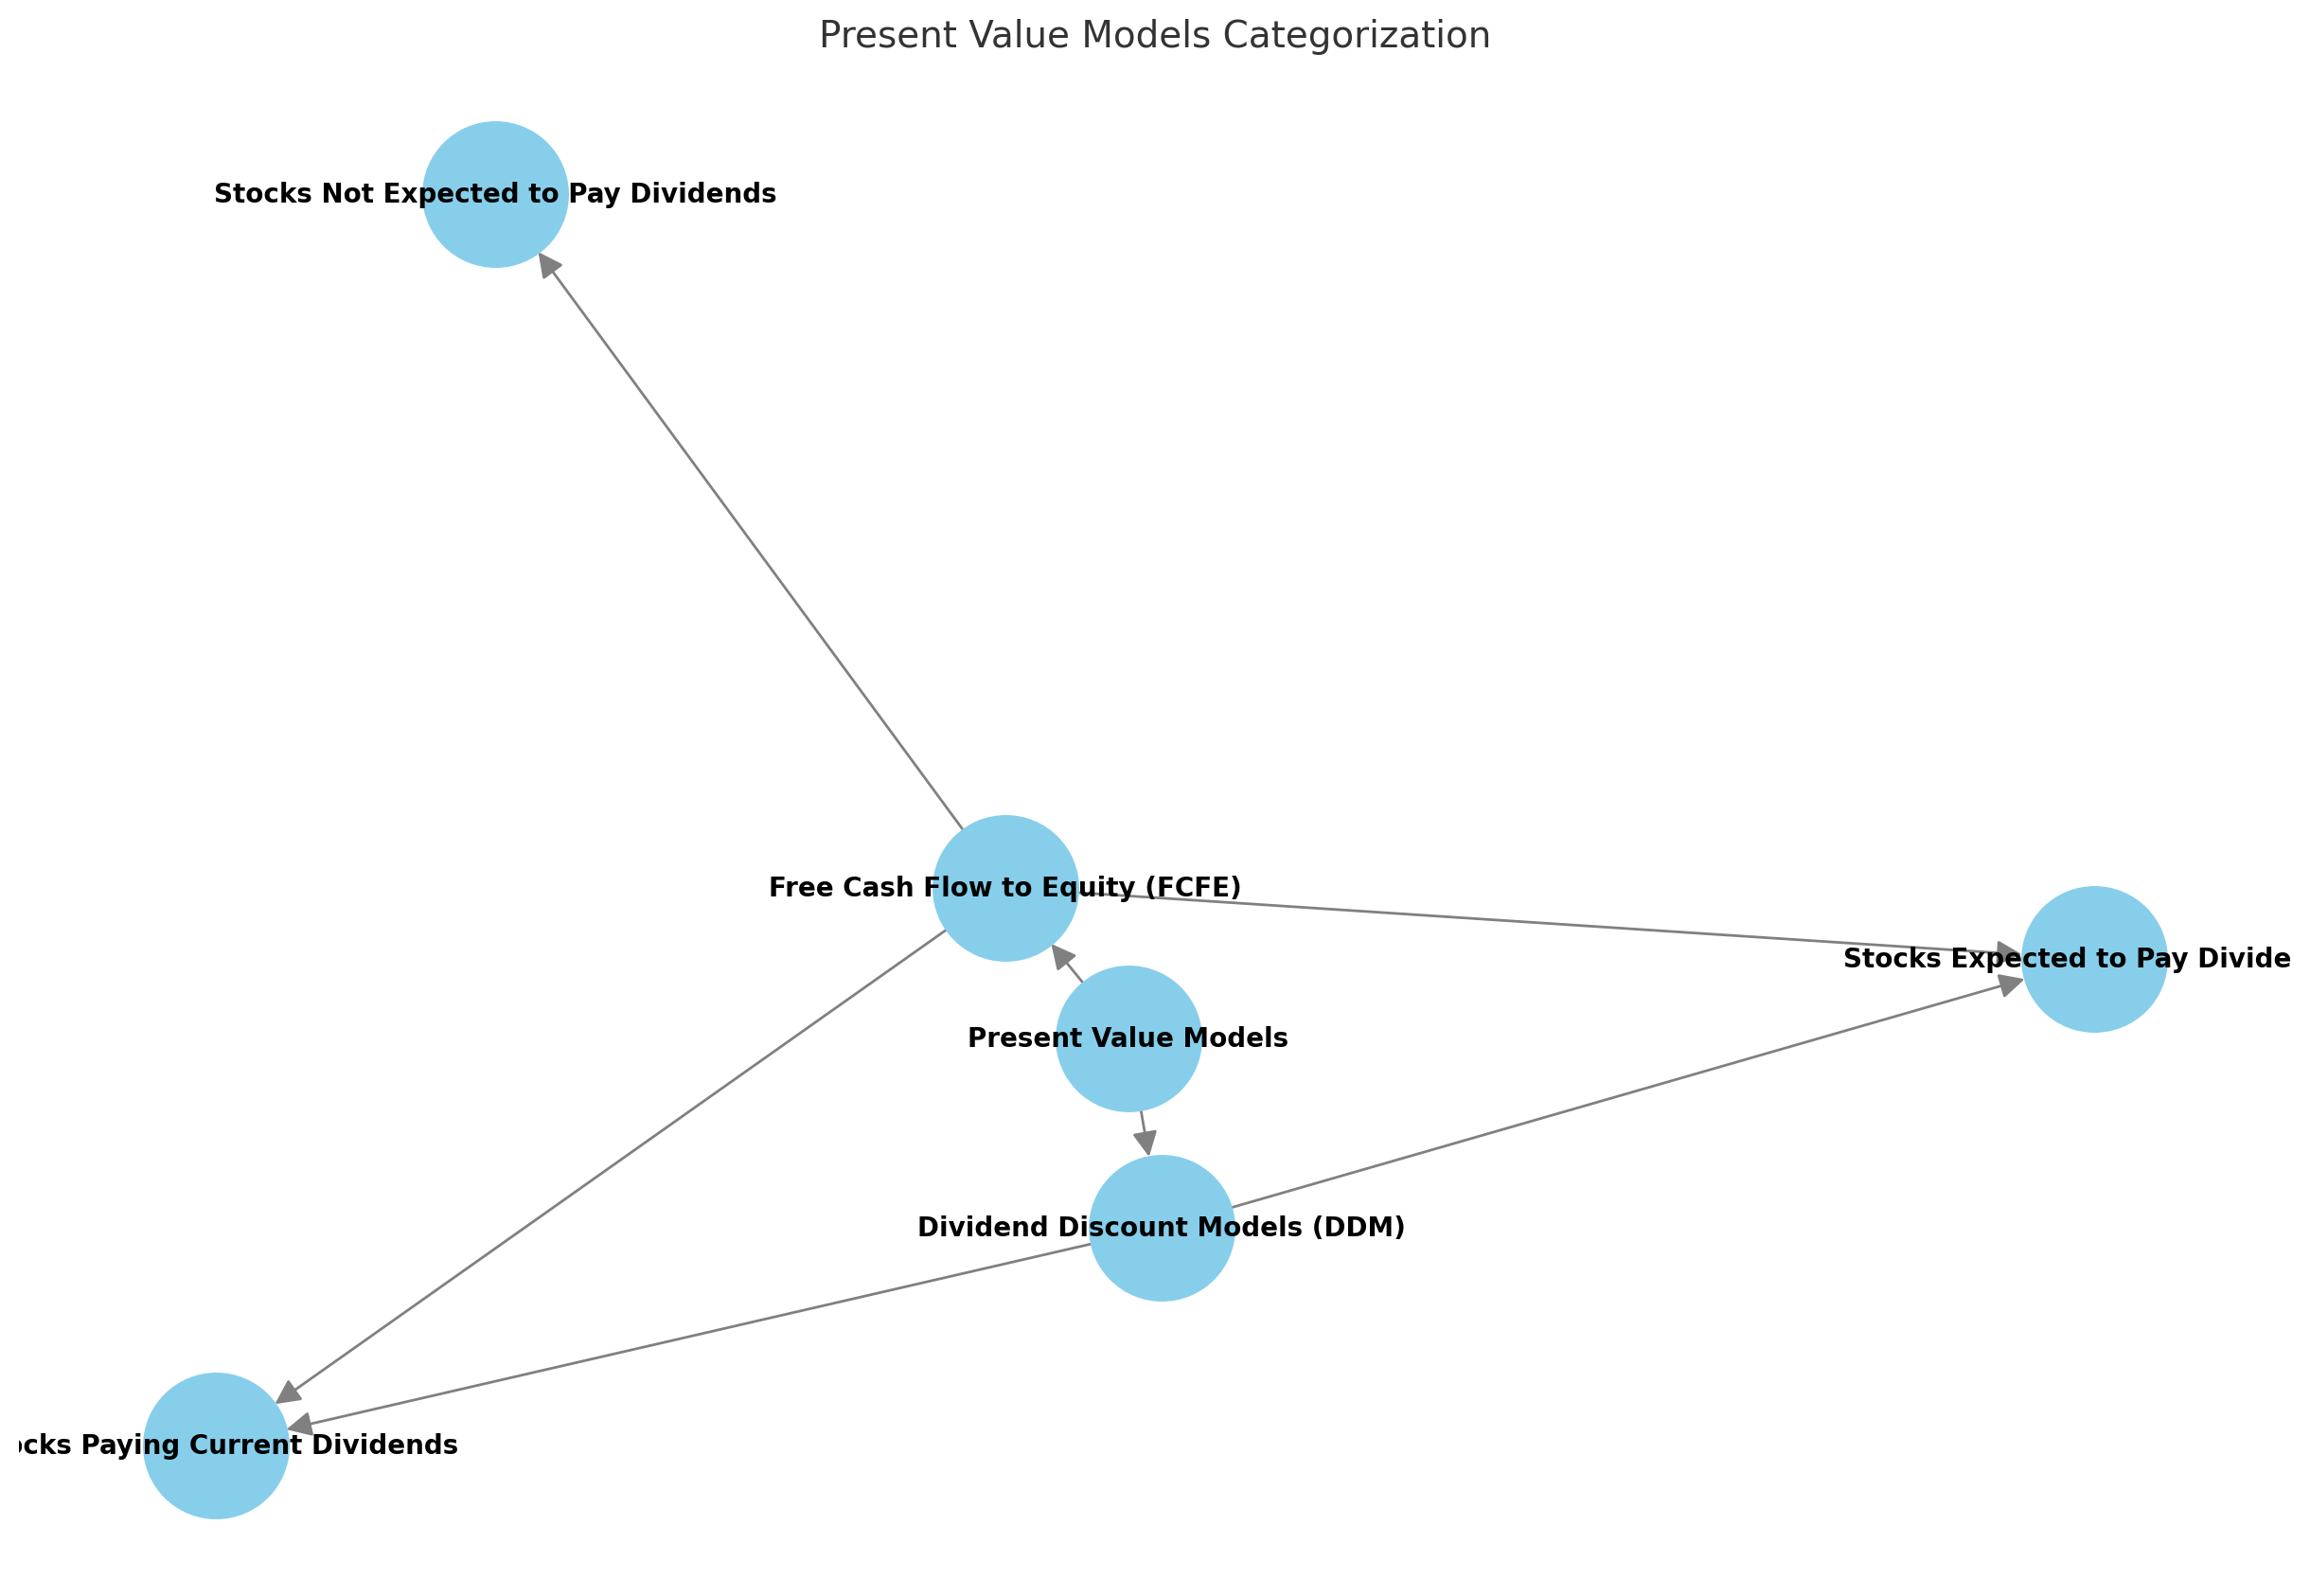 Present Value Models Categorization
Stocks Not Expected to Pay Dividends
Free Cash Flow to Equity (FCFE)
Stocks Expected to Pay Divide
Present Value Models
Dividend Discount Models (DDM)
ocks Paying Current Dividends